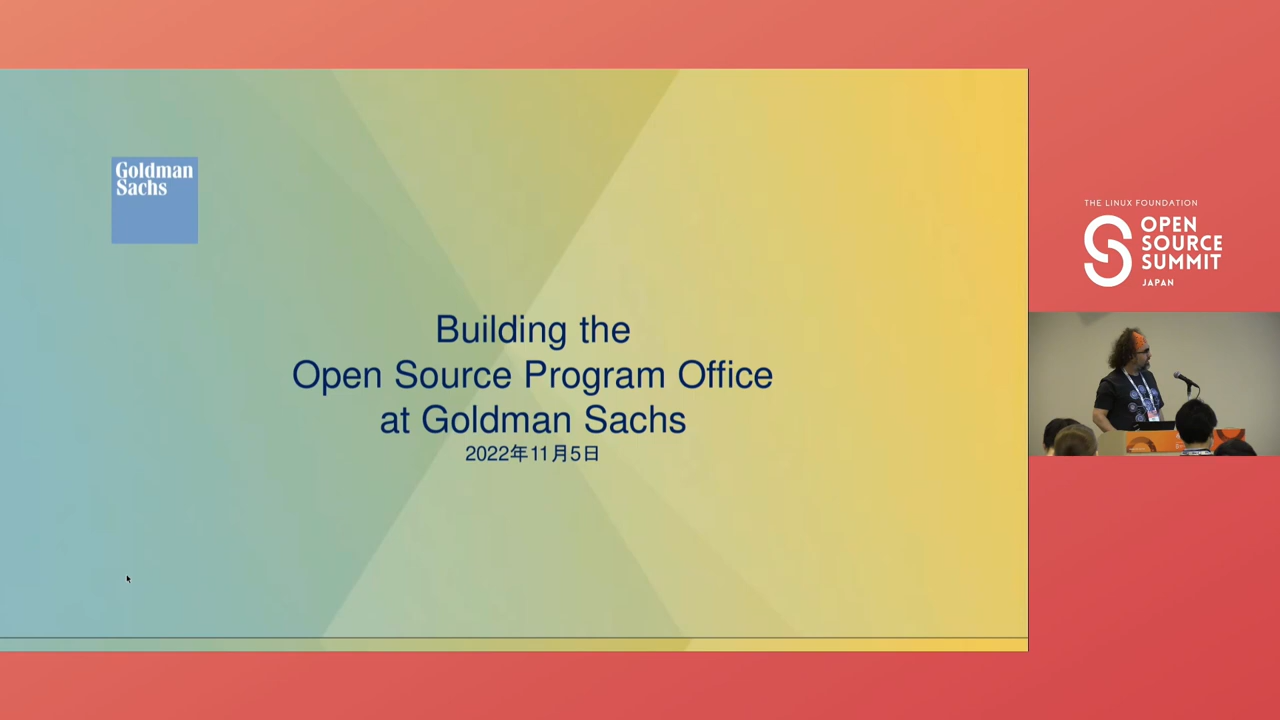 Goldman
Sachs
Building the
Open Source Program Office
at Goldman Sachs
2022年11月5日
THE LINUX FOUNDATION
OPEN
SOURCE
SUMMIT
JAPAN